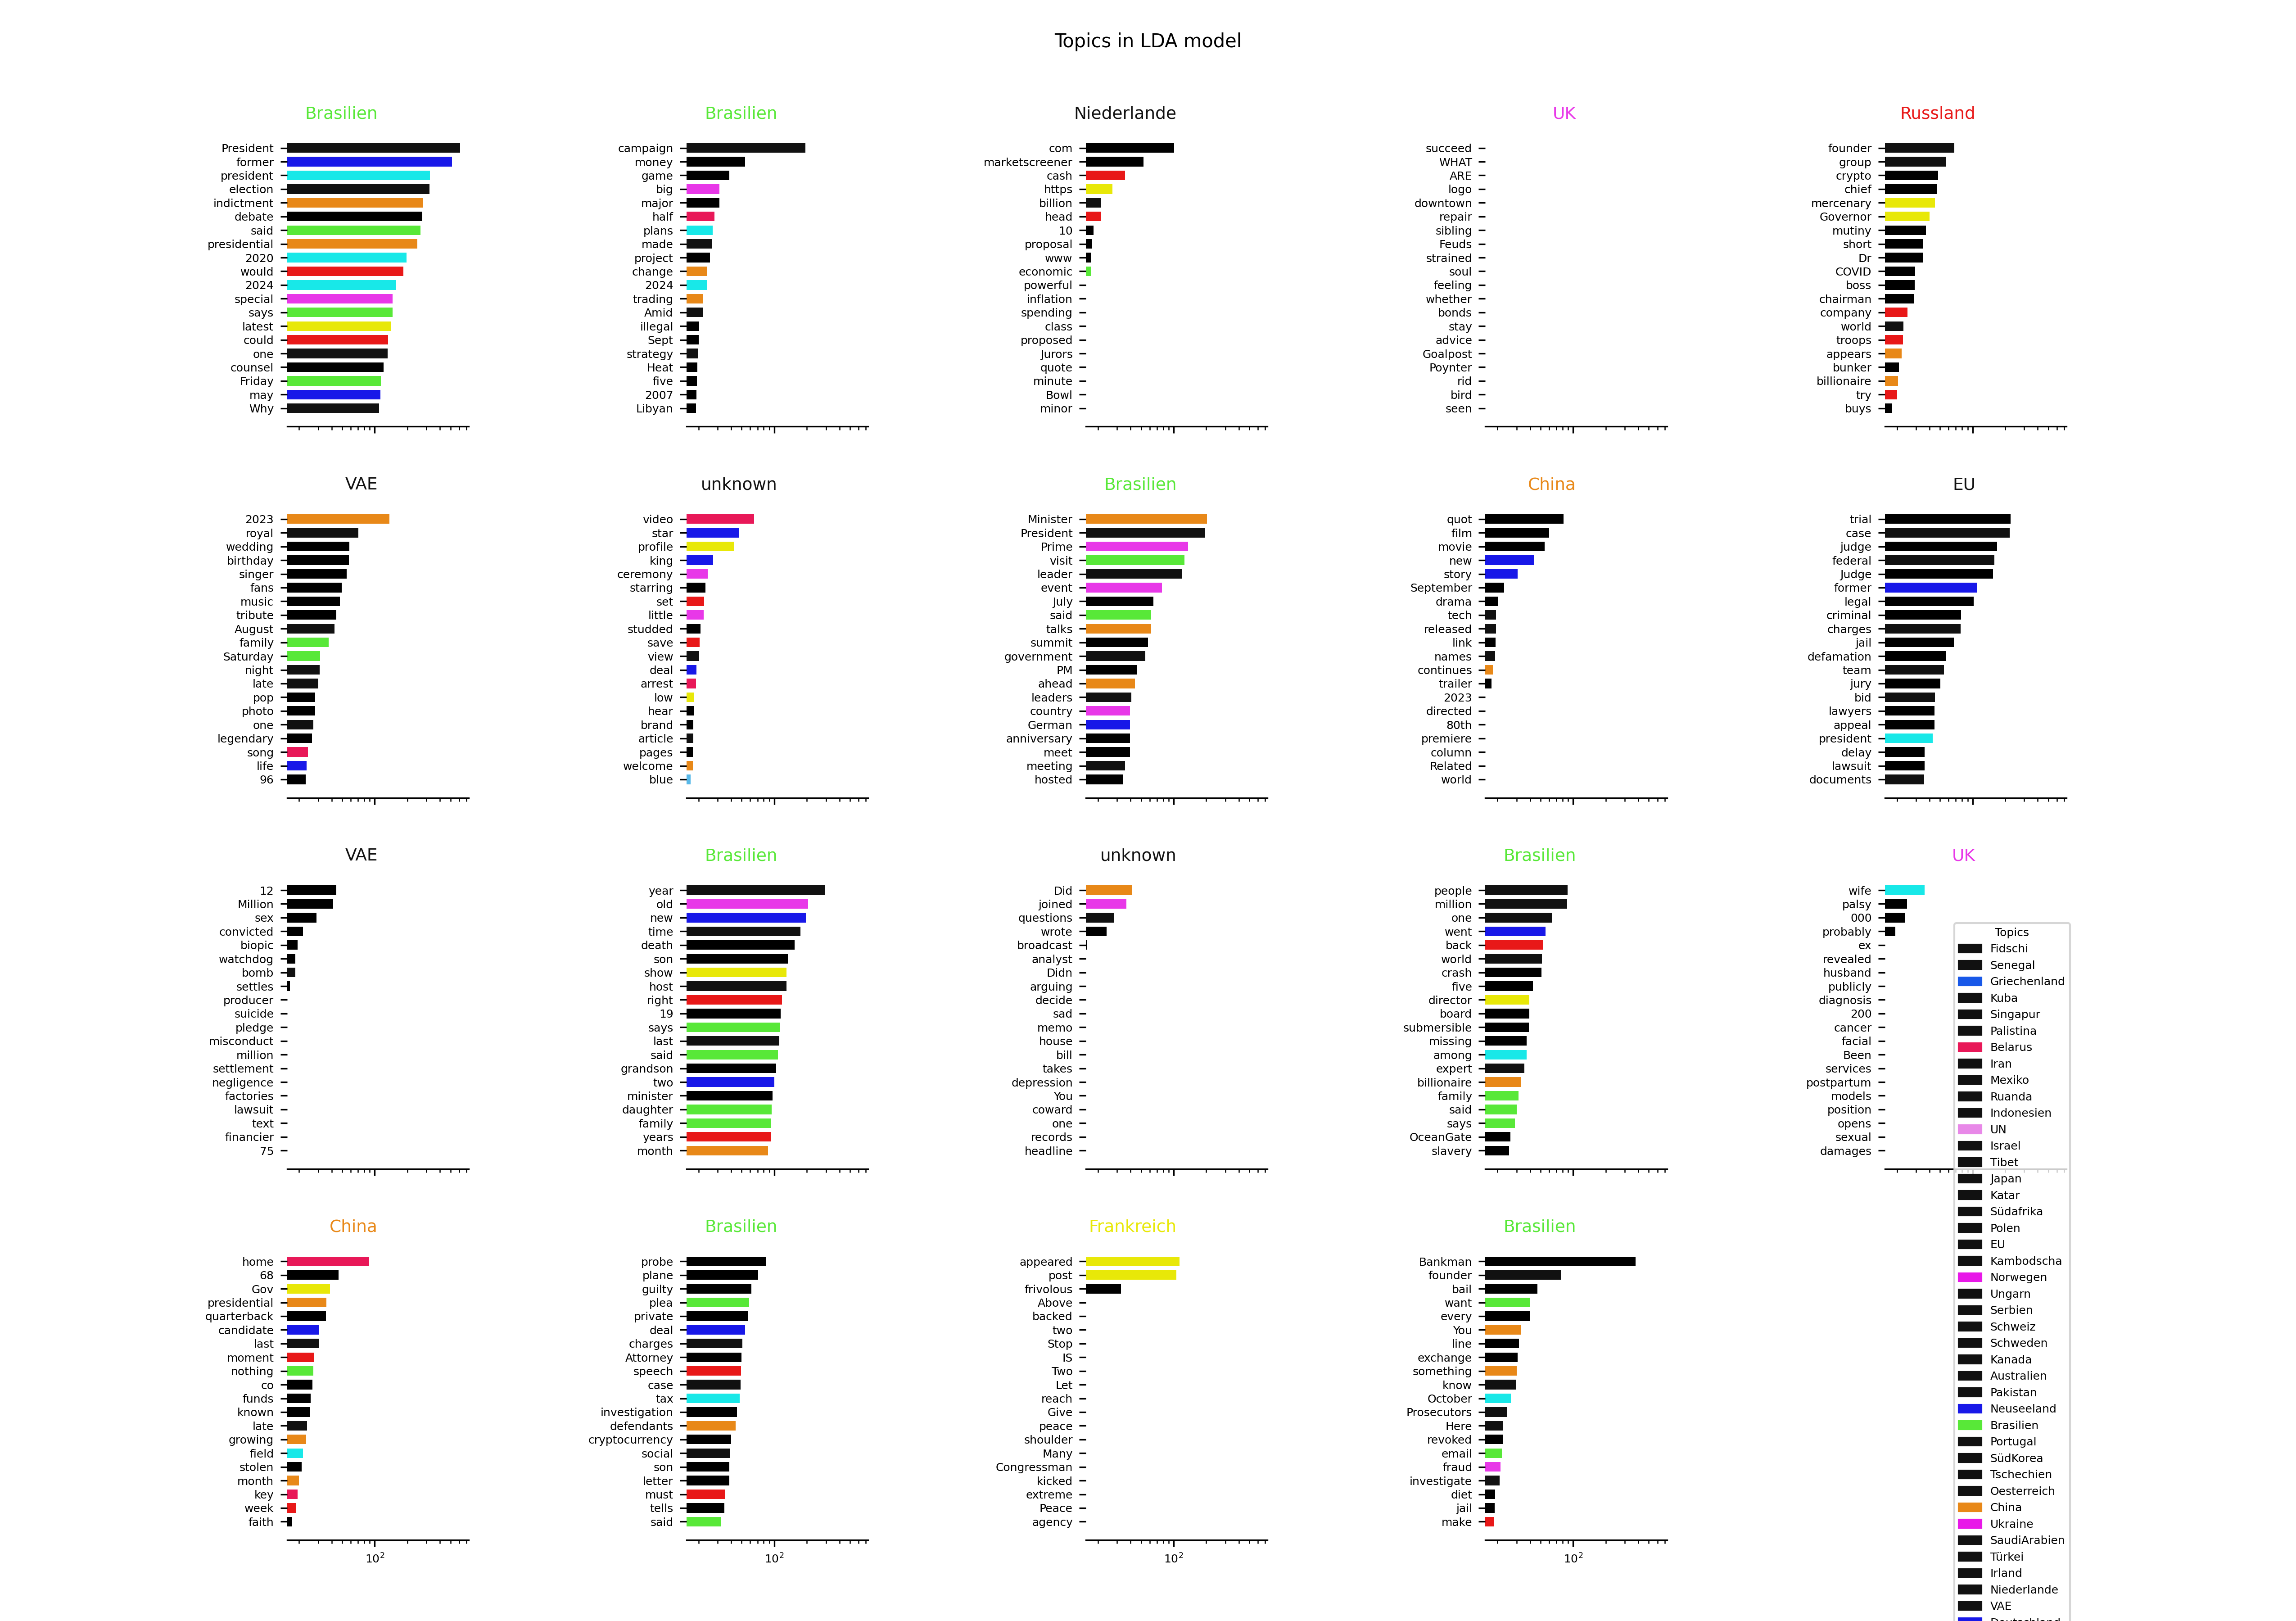 Topics in LDA model
Brasilien
President
former
president
election
indictment
debate
said
presidential
2020
would
2024
special
says
latest
could
one
counsel
Friday
may
Why
Brasilien
campaign
money
game
big
major
half
plans
made
project
change
2024
trading
Amid
illegal
Sept
strategy
Heat
five
2007
Libyan
Niederlande
com
marketscreener
cash
https
billion
head
10
proposal
www
economic
powerful
inflation
spending
class
proposed
Jurors
quote
minute
Bowl
minor
UK
succeed
WHAT
ARE
logo
downtown
repair
sibling
Feuds
strained
soul
feeling
whether
bonds
stay
advice
Goalpost
Poynter
rid
bird
seen
Russland
founder
group
crypto
chief
mercenary
Governor
mutiny
short
Dr
COVID
boss
chairman
company
world
troops
appears
bunker
billionaire
try
buys
VAE
2023
royal
wedding
birthday
singer
fans
music
tribute
August
family
Saturday
night
late
pop
photo
one
legendary
song
life
96
unknown
video
star
profile
king
ceremony
starring
set
little
studded
save
view
deal
arrest
low
hear
brand
article
pages
welcome
blue
Brasilien
Minister
President
Prime
visit
leader
event
July
said
talks
summit
government
PM
ahead
leaders
country
German
anniversary
meet
meeting
hosted
China
quot
film
movie
new
story
September
drama
tech
released
link
names
continues
trailer
2023
directed
80th
premiere
column
Related
world
EU
trial
case
judge
federal
Judge
former
legal
criminal
charges
jail
defamation
team
jury
bid
lawyers
appeal
president
delay
lawsuit
documents
VAE
12
Million
sex
convicted
biopic
watchdog
bomb
settles
producer
suicide
pledge
misconduct
million
settlement
negligence
factories
lawsuit
text
financier
75
Brasilien
year
old
new
time
death
son
show
host
right
19
says
last
said
grandson
two
minister
daughter
family
years
month
unknown
Did
joined
questions
wrote
broadcast
analyst
Didn
arguing
decide
sad
memo
house
bill
takes
depression
You
coward
one
records
headline
Brasilien
people
million
one
went
back
world
crash
five
director
board
submersible
missing
among
expert
billionaire
family
said
says
OceanGate
slavery
UK
wife
palsy
000
probably
ex
revealed
husband
publicly
diagnosis
200
cancer
facial
Been
services
postpartum
models
position
opens
sexual
damages
China
home
68
Gov
presidential
quarterback
candidate
last
moment
nothing
co
funds
known
late
growing
field
stolen
month
key
week
faith
10²
Brasilien
probe
plane
guilty
plea
private
deal
charges
Attorney
speech
case
tax
investigation
defendants
cryptocurrency
social
son
letter
must
tells
said
10²
Frankreich
appeared
post
frivolous
Above
backed
two
Stop
IS
Two
Let
reach
Give
peace
shoulder
Many
Congressman
kicked
extreme
Peace
agency
10²
Brasilien
Bankman
founder
bail
want
every
You
line
exchange
something
know
October
Prosecutors
Here
revoked
email
fraud
investigate
diet
jail
make
10²
Topics
Fidschi
Senegal
Griechenland
Kuba
Singapur
Palistina
Belarus
Iran
Mexiko
Ruanda
Indonesien
UN
Israel
Tibet
Japan
Katar
Südafrika
Polen
EU
Kambodscha
Norwegen
Ungarn
Serbien
Schweiz
Schweden
Kanada
Australien
Pakistan
Neuseeland
Brasilien
Portugal
SüdKorea
Tschechien
Oesterreich
China
Ukraine
SaudiArabien
Türkei
Irland
Niederlande
VAE